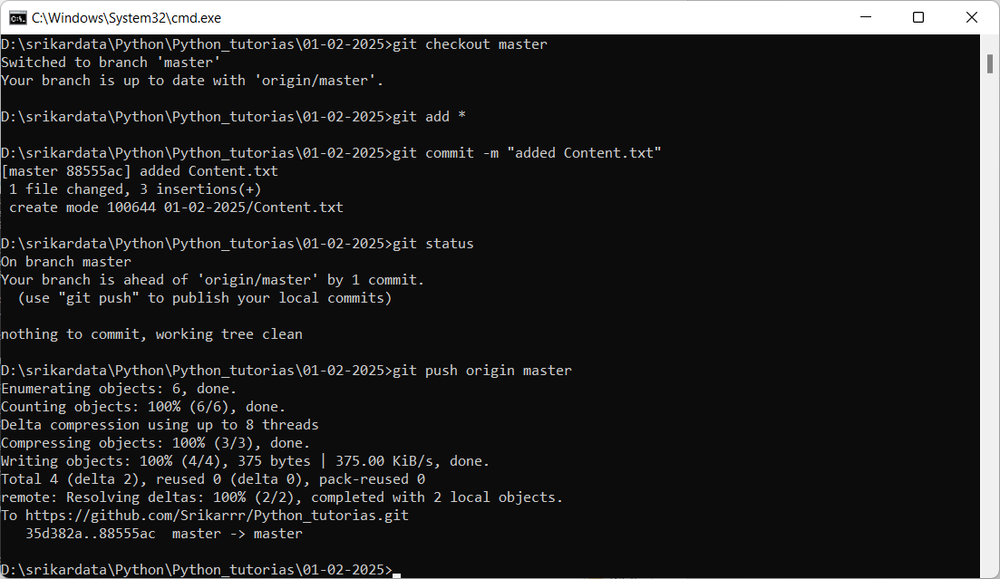 C:\Windows\System32\cmd.exe
D:\srikardata\Python\Python_tutorias\01-02-2025>git checkout master
Switched to branch 'master'
Your branch is up to date with 'origin/master'.
D:\srikardata\Python\Python_tutorias\01-02-2025>git add *
D:\srikardata\Python\Python_tutorias\01-02-2025>git commit -m "added Content.txt"
[master 88555ac] added Content.txt
 1 file changed, 3 insertions(+)
 create mode 100644 01-02-2025/Content.txt
D:\srikardata\Python\Python_tutorias\01-02-2025>git status
On branch master
Your branch is ahead of 'origin/master' by 1 commit.
  (use "git push" to publish your local commits)
nothing to commit, working tree clean
D:\srikardata\Python\Python_tutorias\01-02-2025>git push origin master
Enumerating objects: 6, done.
Counting objects: 100% (6/6), done.
Delta compression using up to 8 threads
Compressing objects: 100% (3/3), done.
Writing objects: 100% (4/4), 375 bytes | 375.00 KiB/s, done.
Total 4 (delta 2), reused 0 (delta 0), pack-reused 0
remote: Resolving deltas: 100% (2/2), completed with 2 local objects.
To https://github.com/Srikarrr/Python_tutorias.git
   35d382a..88555ac  master -> master
D:\srikardata\Python\Python_tutorias\01-02-2025>